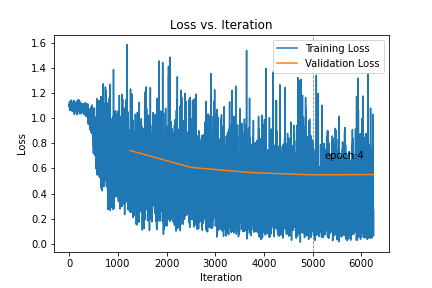 Loss vs. Iteration
Training Loss
Validation Loss
1.6
1.4
1.2
1.0
0.8
0.6
0.4
0.2
0.0
Loss
epoch:4
0
1000
2000
3000
4000
5000
6000
Iteration